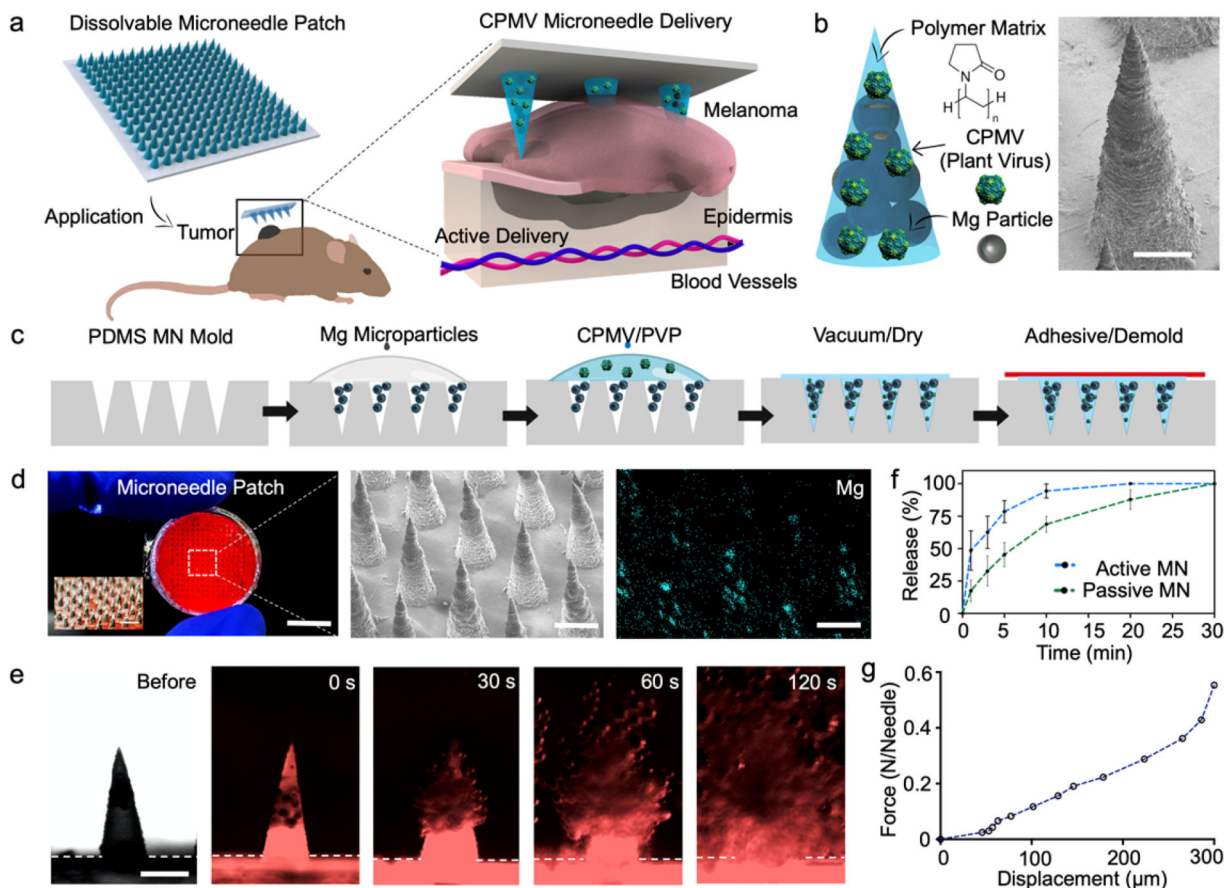 a
Dissolvable Microneedle Patch
Application
Tumor
CPMV Microneedle Delivery
Melanoma
Epidermis
Active Delivery
Blood Vessels
b
Polymer Matrix
N
O
H
H
n
CPMV
(Plant Virus)
Mg Particle
c
PDMS MN Mold
Mg Microparticles
CPMV/PVP
Vacuum/Dry
Adhesive/Demold
d
Microneedle Patch
Mg
e
Before
0 s
30 s
60 s
120 s
f
Release (%)
100
75
50
25
0
Active MN
Passive MN
0
5
10
15
20
25
30
Time (min)
g
Force (N/Needle)
0.6
0.4
0.2
0
0
100
200
300
Displacement (µm)